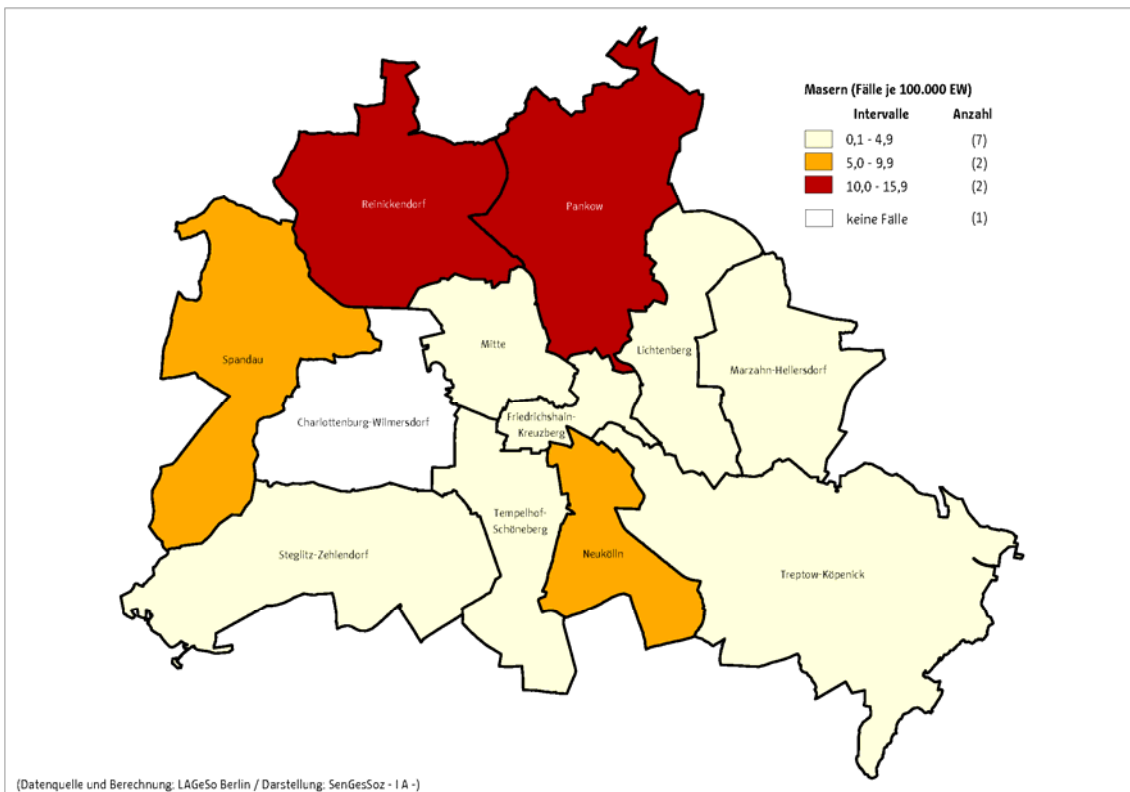 Masern (Fälle je 100.000 EW)
Intervalle Anzahl
0,1 - 4,9 (7)
5,0 - 9,9 (2)
10,0 - 15,9 (2)
keine Fälle (1)
Reinickendorf
Pankow
Spandau
Mitte
Lichtenberg
Marzahn-Hellersdorf
Charlottenburg-Wilmersdorf
Friedrichshain-
Kreuzberg
Tempelhof-
Schöneberg
Steglitz-Zehlendorf
Neukölln
Treptow-Köpenick
(Datenquelle und Berechnung: LAGeSo Berlin / Darstellung: SenGesSoz - I A -)